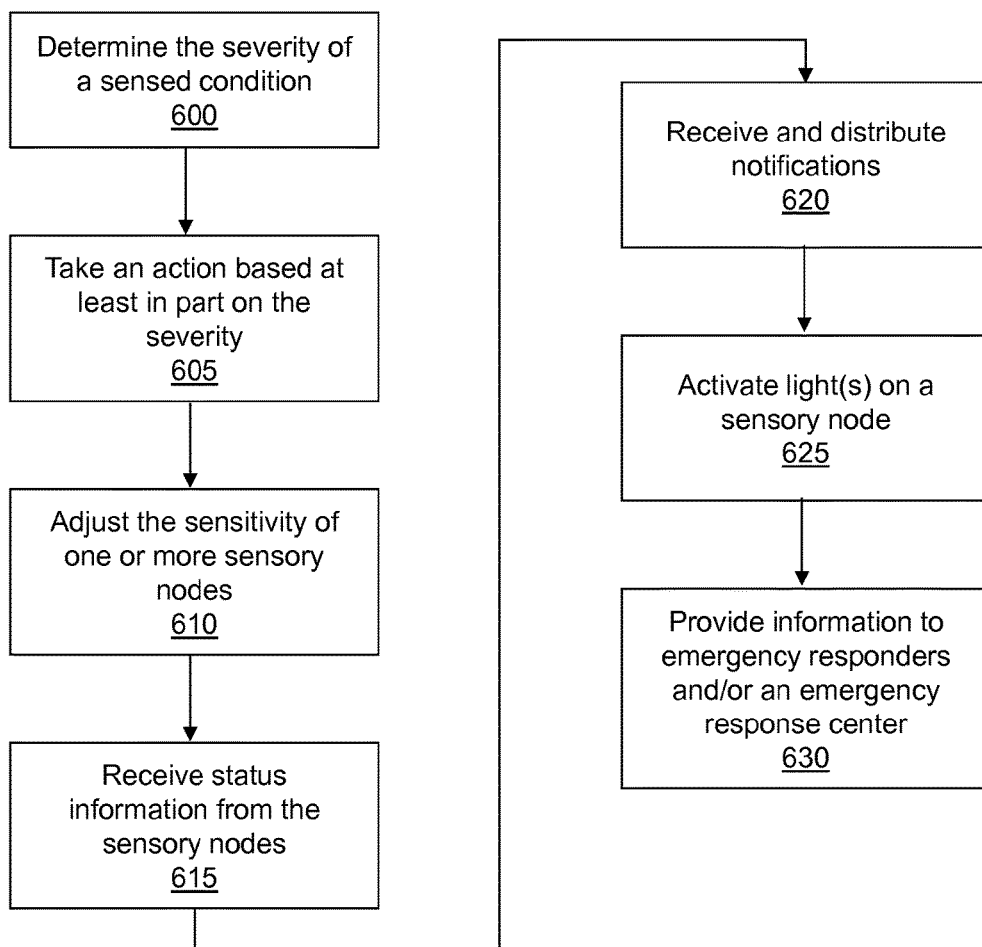 Determine the severity of
a sensed condition
600
Take an action based at
least in part on the
severity
605
Adjust the sensitivity of
one or more sensory
nodes
610
Receive status
information from the
sensory nodes
615
Receive and distribute
notifications
620
Activate light(s) on a
sensory node
625
Provide information to
emergency responders
and/or an emergency
response center
630